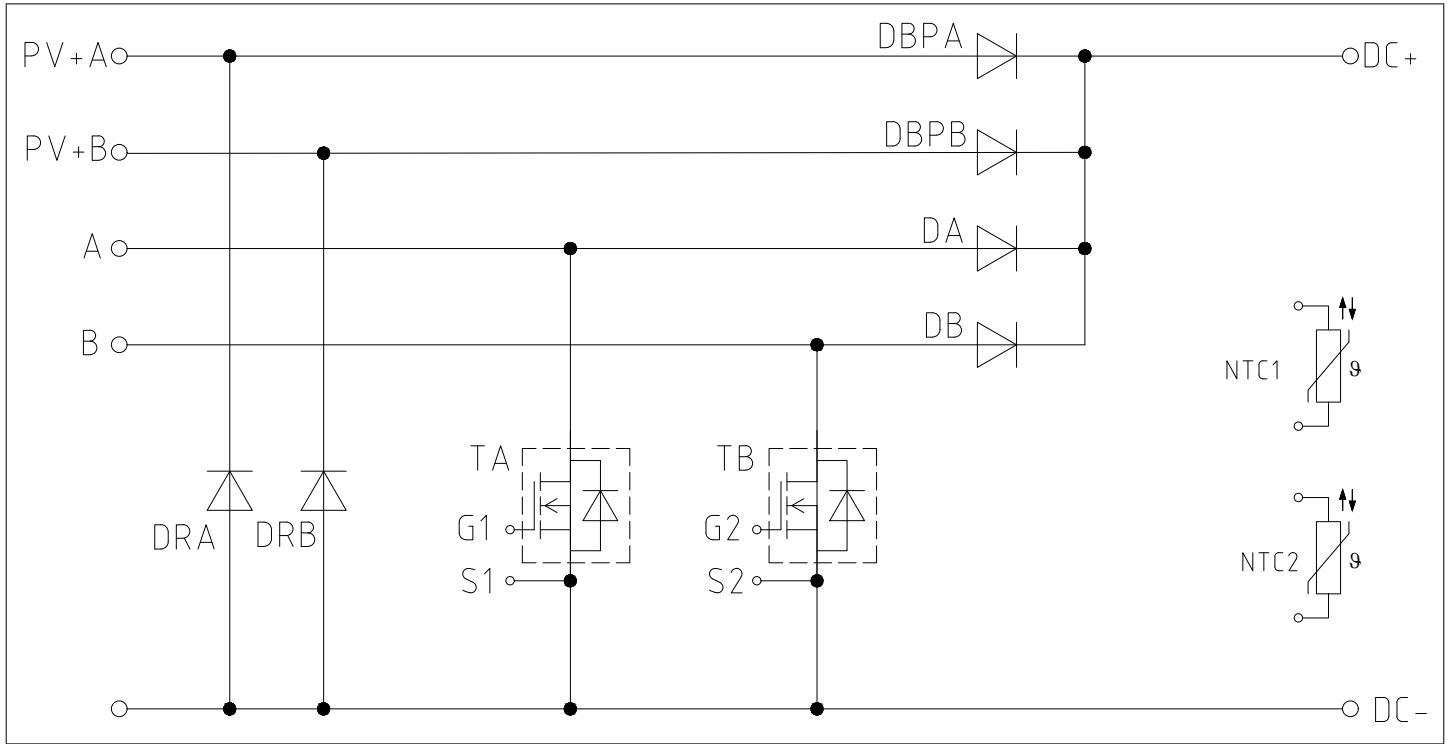 DBPA
PV+A
DC+
DBPB
PV+B
DA
A
DB
B
NTC1
ϑ
TA
TB
G1
G2
DRA
DRB
NTC2
ϑ
S1
S2
DC-